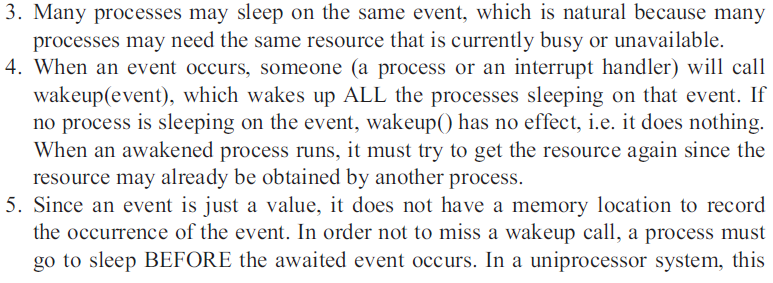 3. Many processes may sleep on the same event, which is natural because many
processes may need the same resource that is currently busy or unavailable.
4. When an event occurs, someone (a process or an interrupt handler) will call
wakeup(event), which wakes up ALL the processes sleeping on that event. If
no process is sleeping on the event, wakeup() has no effect, i.e. it does nothing.
When an awakened process runs, it must try to get the resource again since the
resource may already be obtained by another process.
5. Since an event is just a value, it does not have a memory location to record
the occurrence of the event. In order not to miss a wakeup call, a process must
go to sleep BEFORE the awaited event occurs. In a uniprocessor system, this